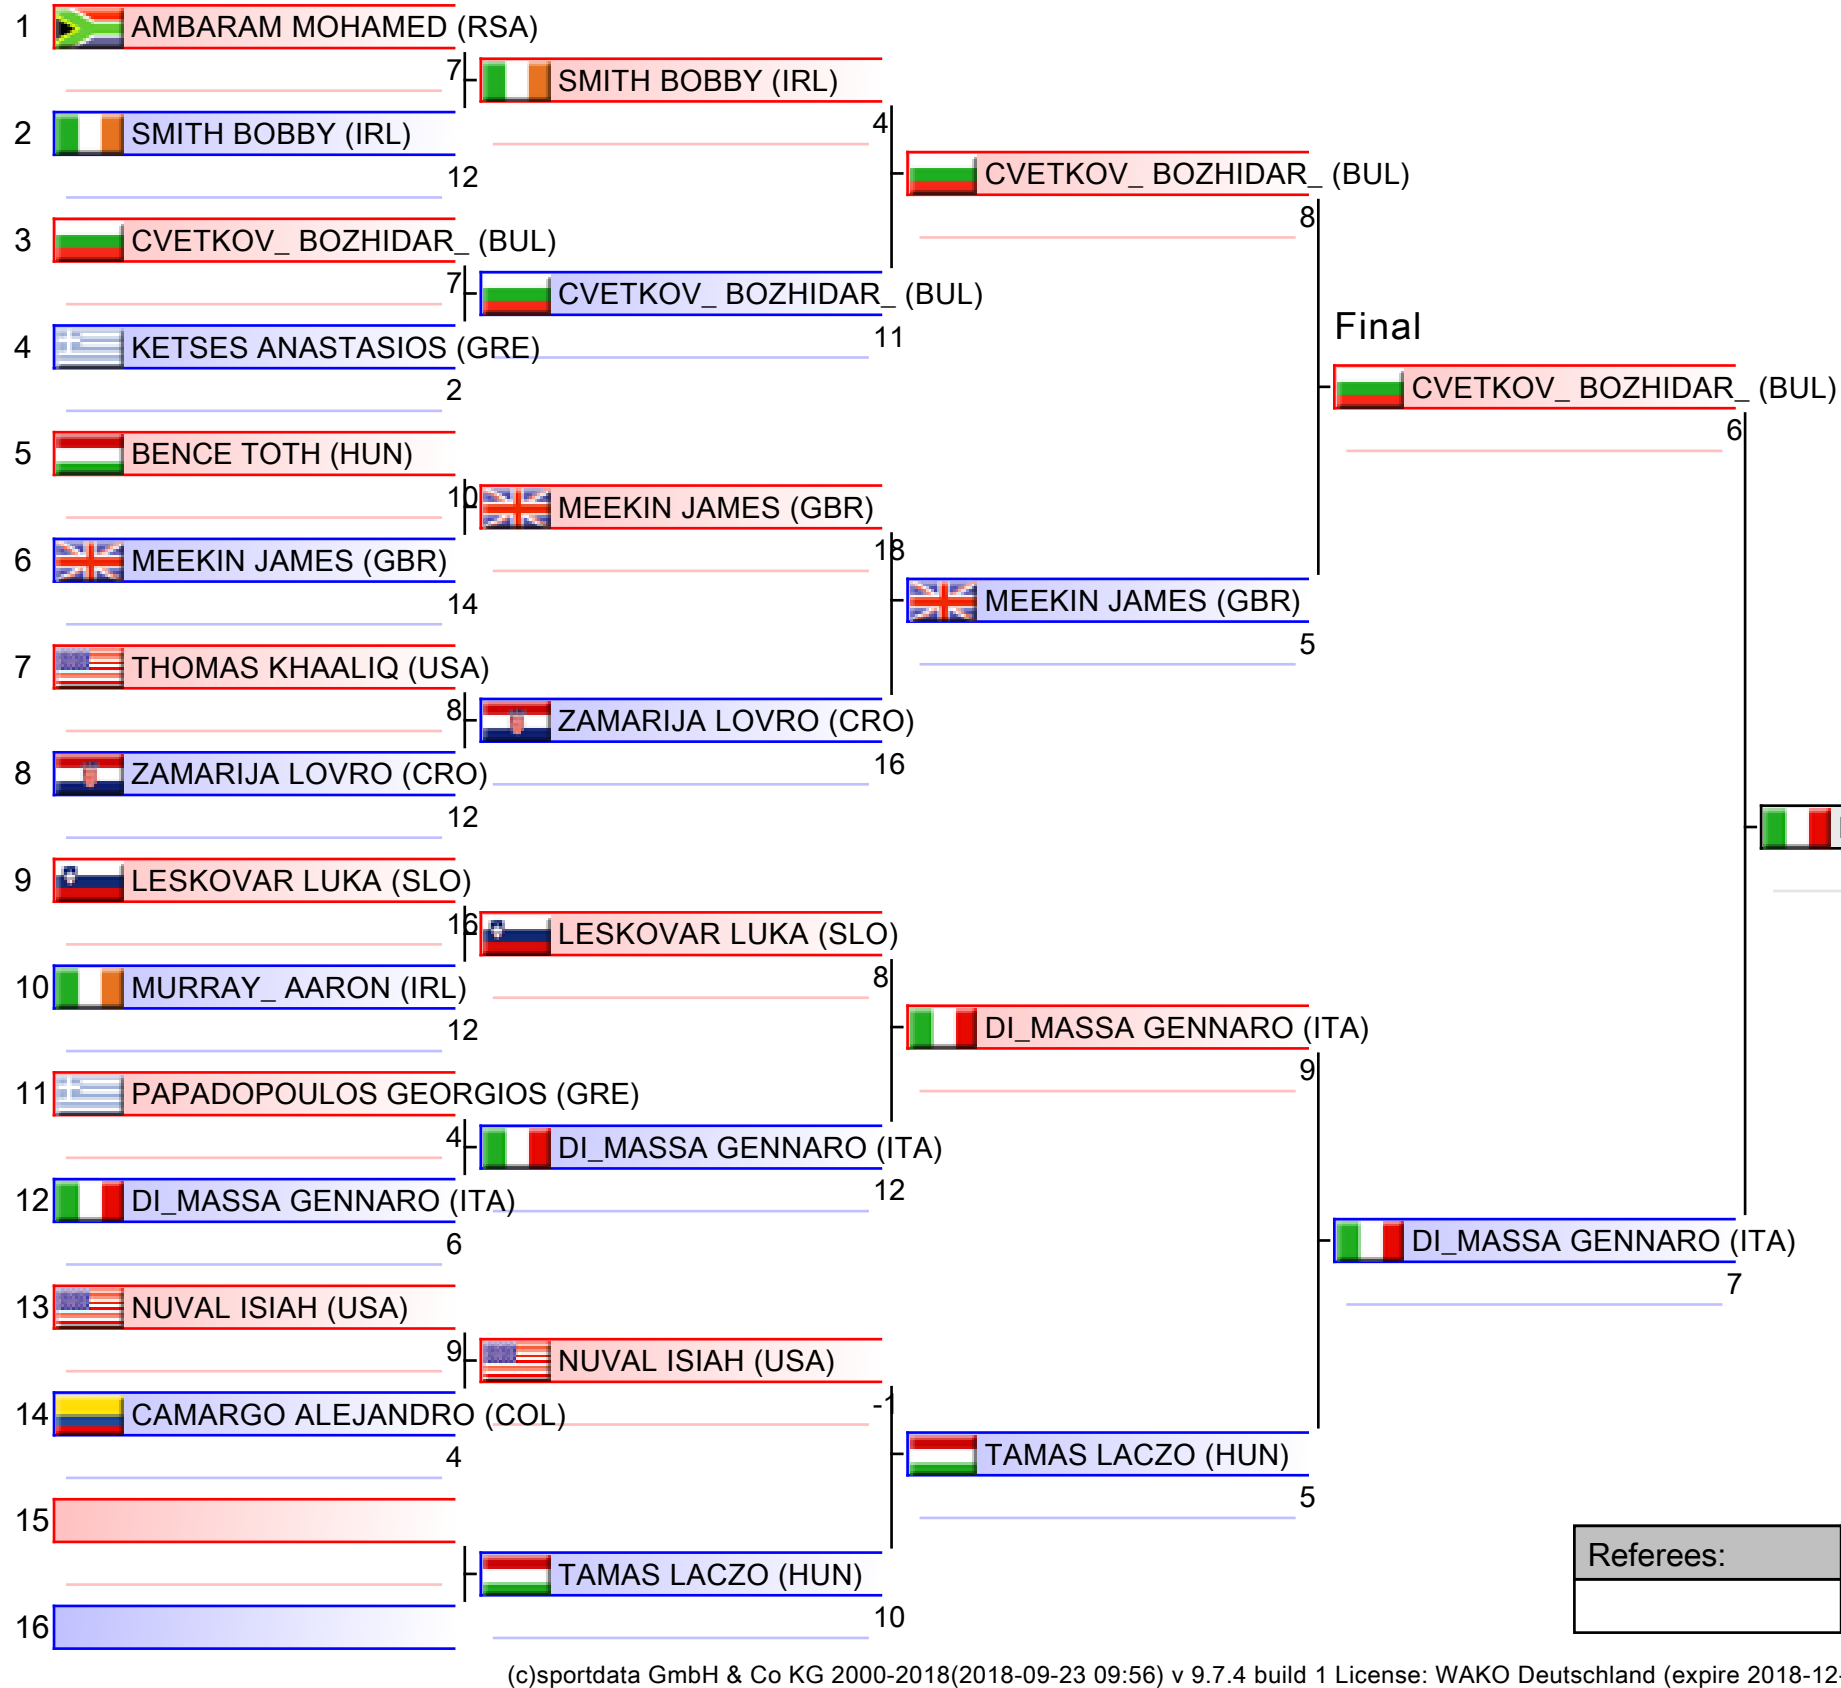 1 AMBARAM MOHAMED (RSA)
7 SMITH BOBBY (IRL)
4
2 SMITH BOBBY (IRL)
12 CVETKOV_ BOZHIDAR_ (BUL)
8
3 CVETKOV_ BOZHIDAR_ (BUL)
7 CVETKOV_ BOZHIDAR_ (BUL)
11
Final
4 KETSES ANASTASIOS (GRE)
2
CVETKOV_ BOZHIDAR_ (BUL)
6
5 BENCE TOTH (HUN)
10 MEEKIN JAMES (GBR)
18
6 MEEKIN JAMES (GBR)
14 MEEKIN JAMES (GBR)
5
7 THOMAS KHAALIQ (USA)
8 ZAMARIJA LOVRO (CRO)
16
8 ZAMARIJA LOVRO (CRO)
12
9 LESKOVAR LUKA (SLO)
16 LESKOVAR LUKA (SLO)
8
10 MURRAY_ AARON (IRL)
12 DI_MASSA GENNARO (ITA)
9
11 PAPADOPOULOS GEORGIOS (GRE)
4 DI_MASSA GENNARO (ITA)
12
12 DI_MASSA GENNARO (ITA)
6
DI_MASSA GENNARO (ITA)
7
13 NUVAL ISIAH (USA)
9 NUVAL ISIAH (USA)
-1
14 CAMARGO ALEJANDRO (COL)
4 TAMAS LACZO (HUN)
5
15
TAMAS LACZO (HUN)
10
16
Referees:
(c)sportdata GmbH & Co KG 2000-2018(2018-09-23 09:56) v 9.7.4 build 1 License: WAKO Deutschland (expire 2018-12-